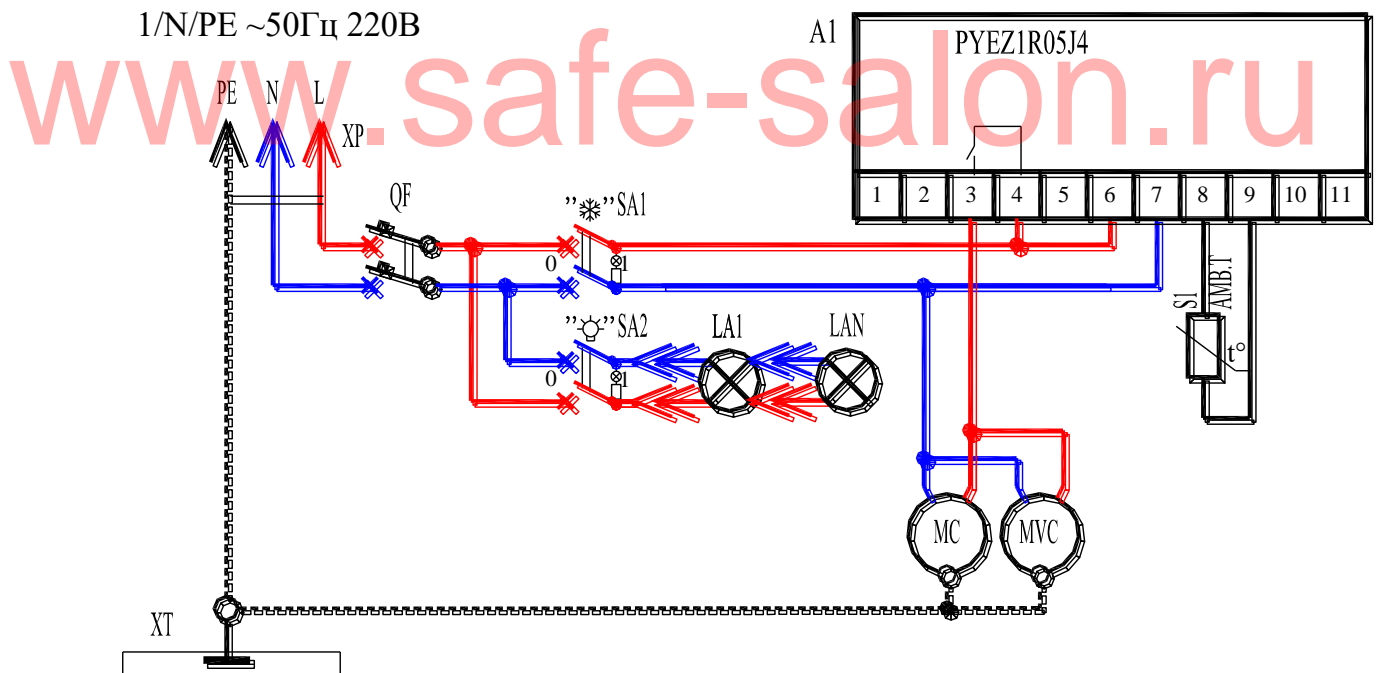 1/N/PE ~50Гц 220В
A1
PYEZ1R05J4
www.safe-salon.ru
PE N L
XP
1 2 3 4 5 6 7 8 9 10 11
QF
"❄" SA1
0 1
S1
AMB.T
t°
" " SA2
LA1
LAN
0 1
MC
MVC
XT